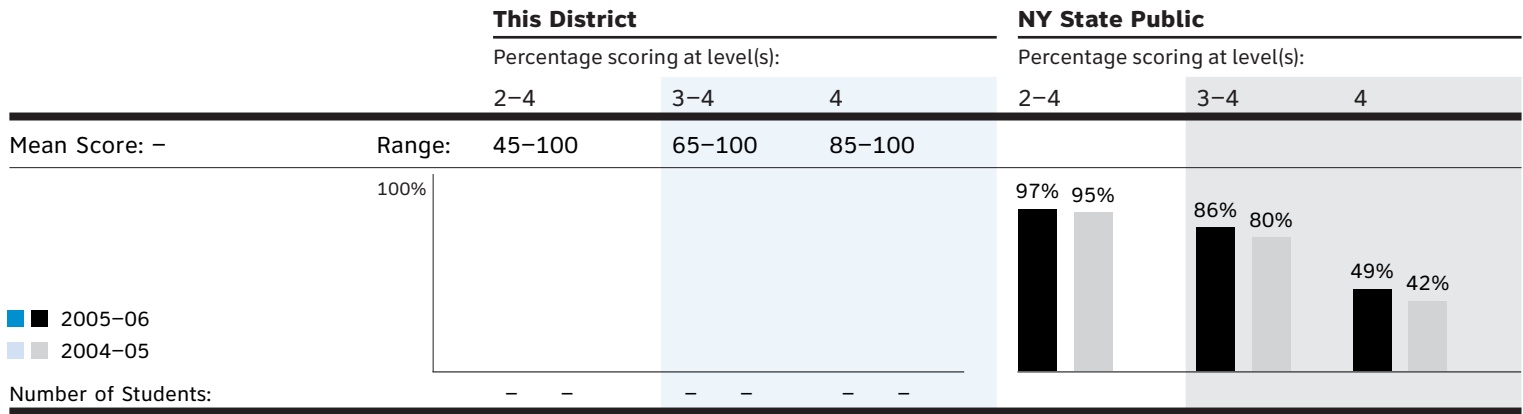 This District NY State Public
Percentage scoring at level(s): Percentage scoring at level(s):
2–4 3–4 4 2–4 3–4 4
Mean Score: – Range: 45–100 65–100 85–100
100%
97% 95% 86% 80% 49% 42%
2005–06
2004–05
Number of Students: – – – – – –